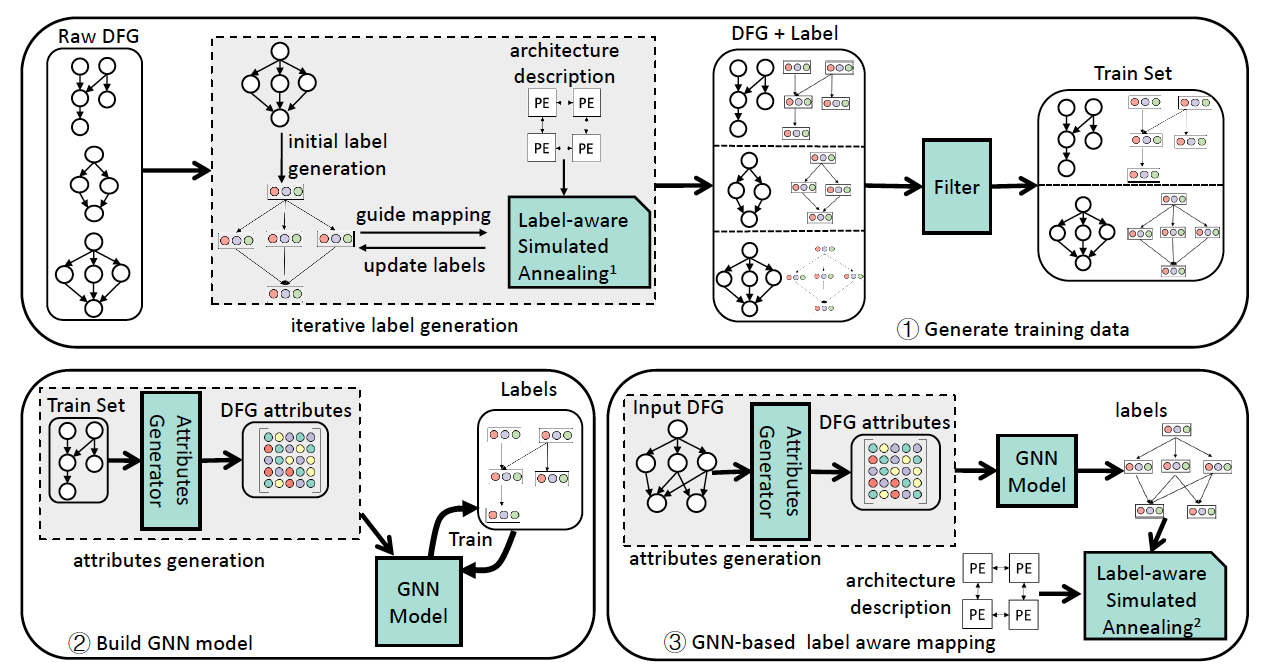 Raw DFG
architecture
description
PE PE
PE PE
initial label
generation
guide mapping
update labels
Label-aware
Simulated
Annealing¹
iterative label generation
DFG + Label
Filter
Train Set
① Generate training data
Train Set
Attributes
Generator
DFG attributes
attributes generation
Labels
Train
GNN
Model
② Build GNN model
Input DFG
Attributes
Generator
DFG attributes
attributes generation
GNN
Model
labels
architecture
description
PE PE
PE PE
Label-aware
Simulated
Annealing²
③ GNN-based label aware mapping